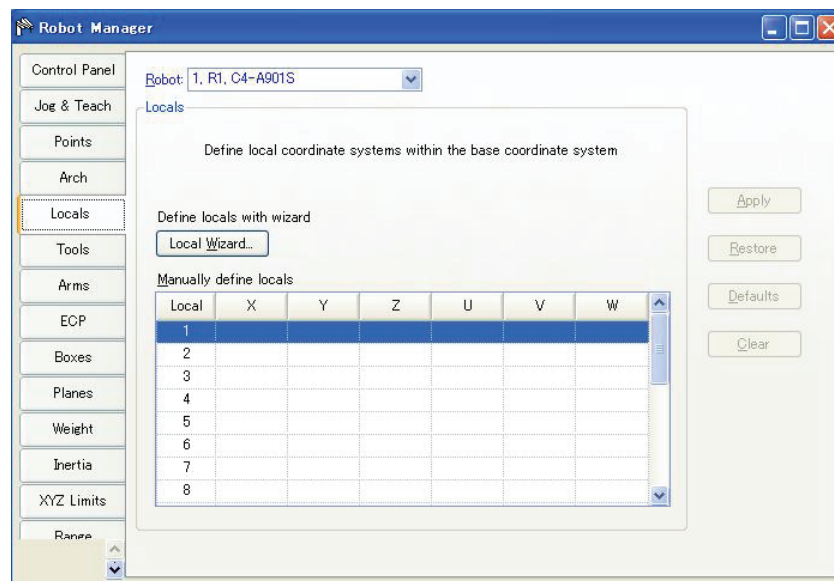 Robot Manager
Control Panel
Jog & Teach
Points
Arch
Locals
Tools
Arms
ECP
Boxes
Planes
Weight
Inertia
XYZ Limits
Range
Robot: 1, R1, C4-A901S
Locals
Define local coordinate systems within the base coordinate system
Define locals with wizard
Local Wizard...
Manually define locals
Local X Y Z U V W
1
2
3
4
5
6
7
8
Apply
Restore
Defaults
Clear